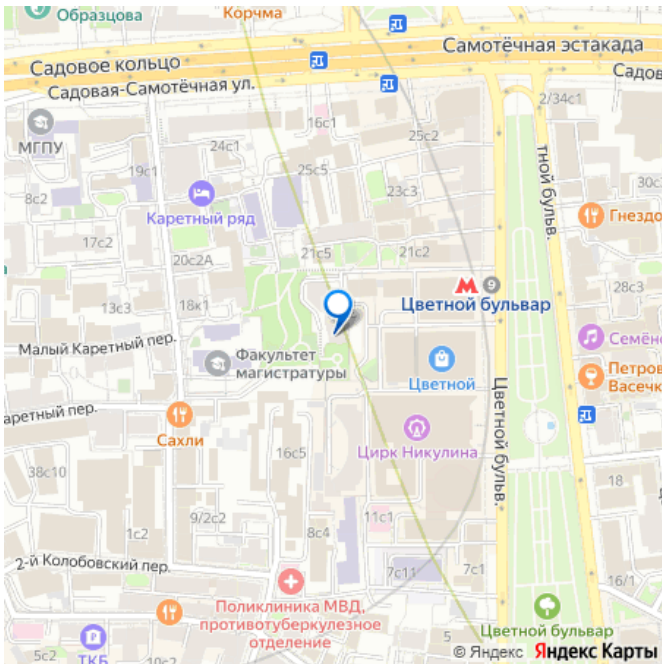 Образцова
Корчма
Самотёчная эстакада
Садовое кольцо
Садов
Садовая-Самотёчная ул.
2/34с1
МГПУ
16с1
24с1
25с2
тной бульв.
19с1
25с5
30с
8с2
23с3
Каретный ряд
Гнездо
17с2
21с5
21с2
20с2А
М
9
28с3
13с3
18к1
Цветной бульвар
Малый Каретный пер.
Семён
Факультет
магистратуры
Цветной
Петров
Васечк
аретный пер.
Цветной бульв.
Сахли
Цирк Никулина
38с10
16с5
18
9/2с2
11с1
1с2
8с4
2-й Колобовский пер.
7с11
7с1
16/1
Поликлиника МВД,
противотуберкулезное
отделение
Цветной бульвар
ТКБ
5с2
© Яндекс Яндекс Карты